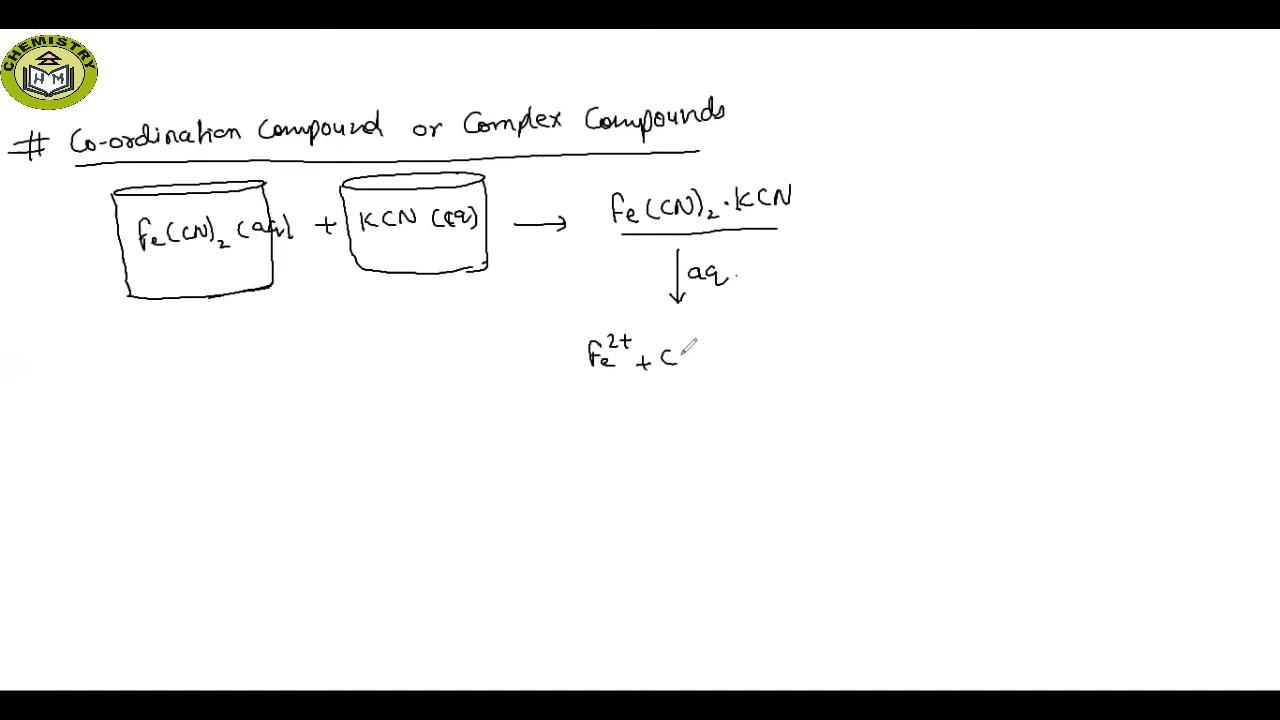 CHEMISTRY
H M
# Co-ordination Compound or Complex Compounds
Fe(CN)₂ (aq) + KCN (aq) → Fe(CN)₂·KCN
↓ aq.
Fe²⁺ + C